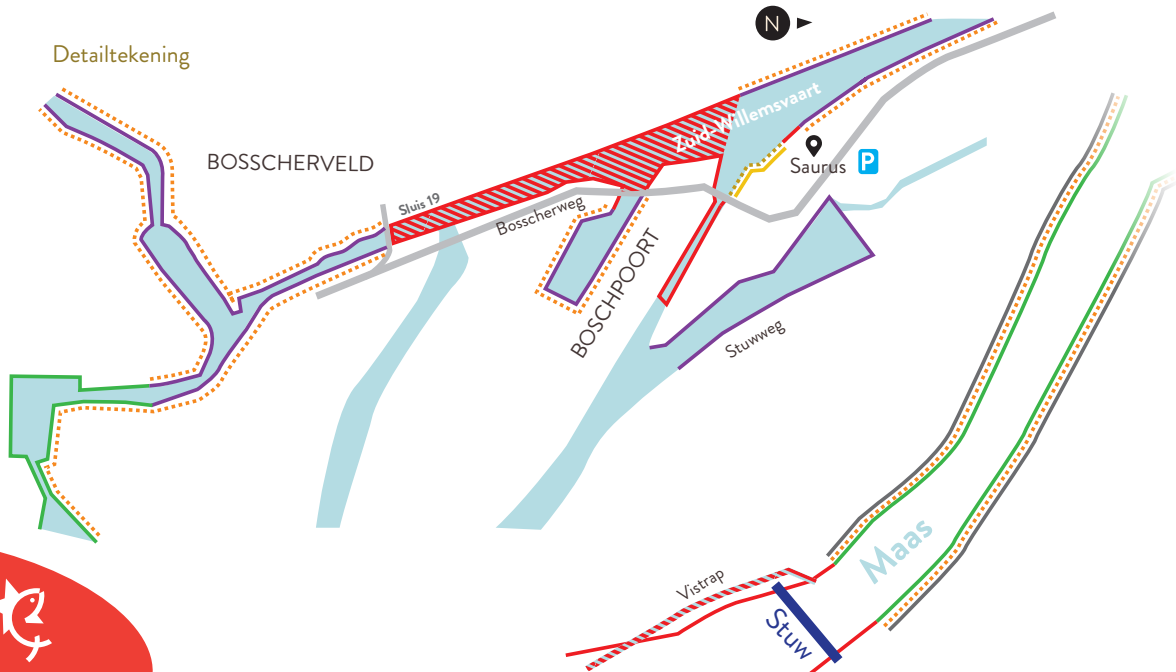 N
Detailtekening
Zuid-Willemsvaart
BOSSCHERVELD
Saurus P
Sluis 19
Bosscherweg
BOSCHPOORT
Stuwweg
Maas
Vistrap
Stuw